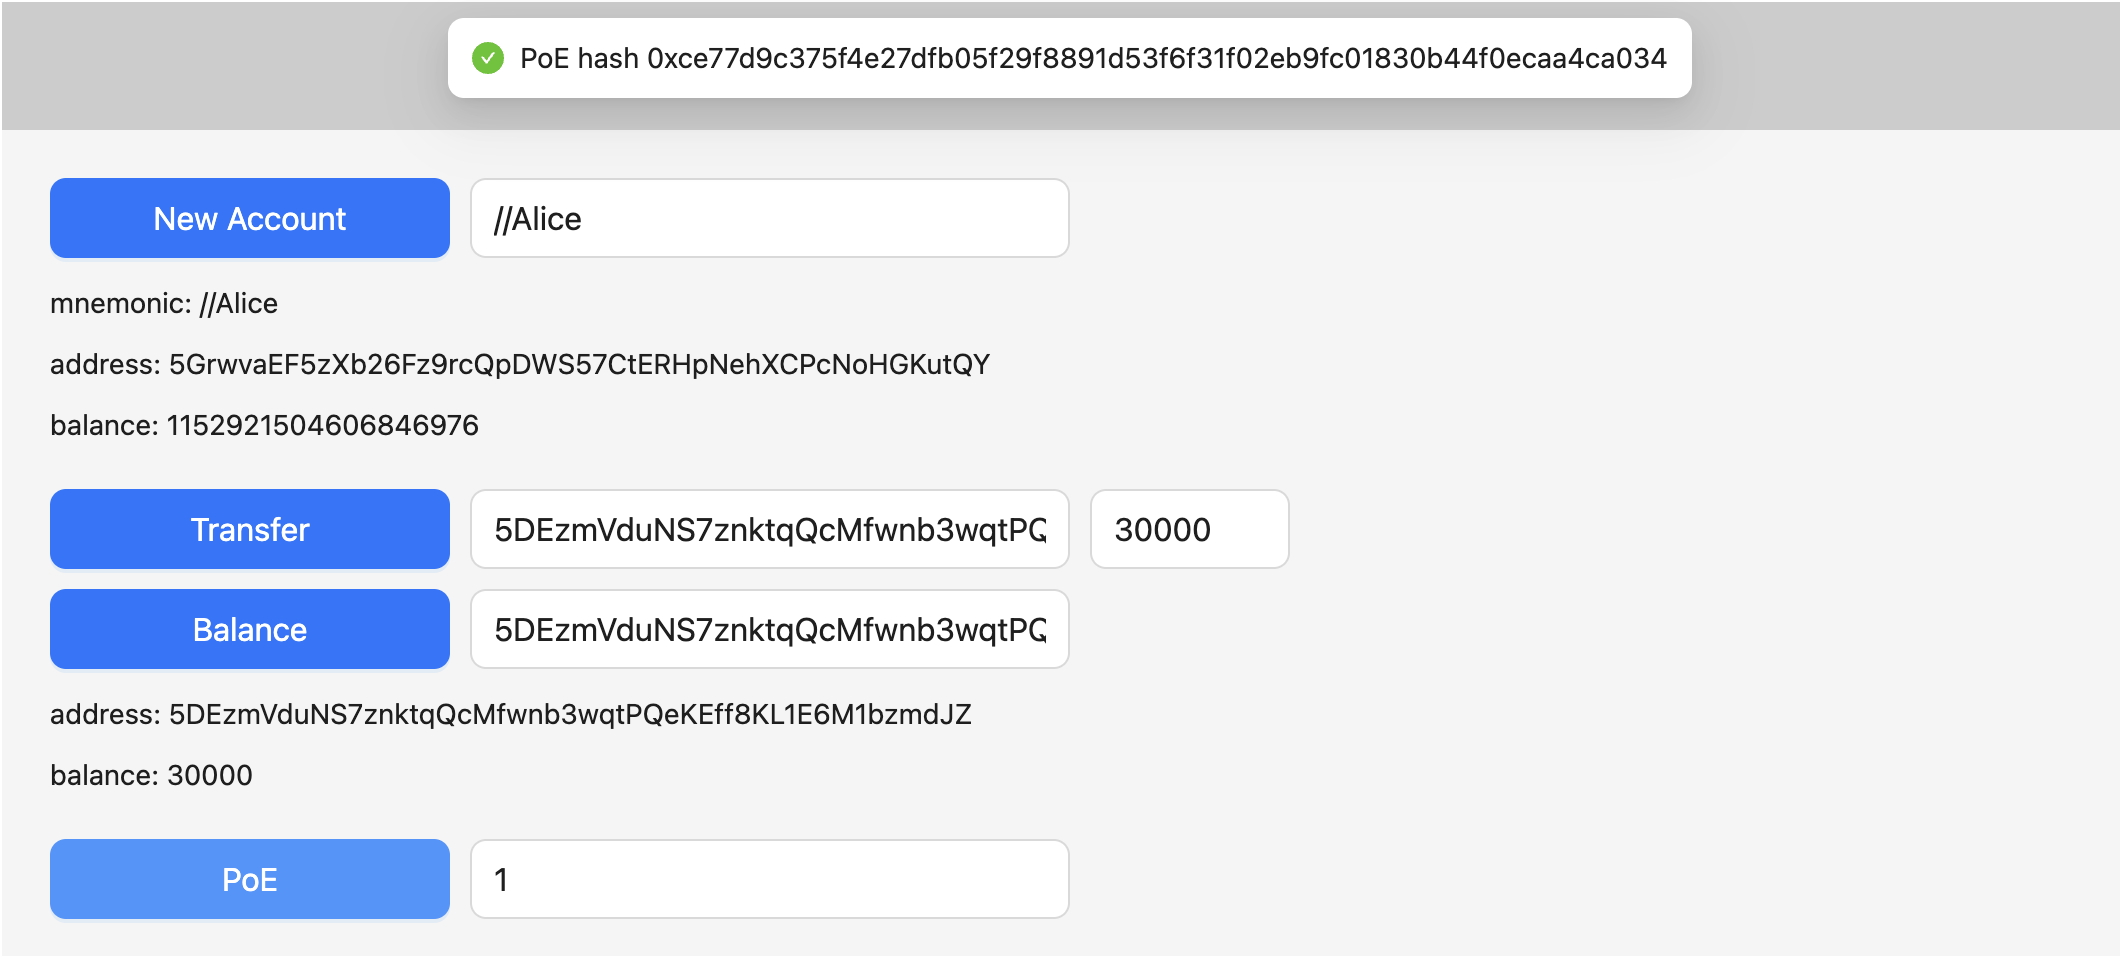 PoE hash 0xce77d9c375f4e27dfb05f29f8891d53f6f31f02eb9fc01830b44f0ecaa4ca034
New Account //Alice
mnemonic: //Alice
address: 5GrwvaEF5zXb26Fz9rcQpDWS57CtERHpNehXCPcNoHGKutQY
balance: 1152921504606846976
Transfer 5DEzmVduNS7znktqQcMfwnb3wqtPQ 30000
Balance 5DEzmVduNS7znktqQcMfwnb3wqtPQ
address: 5DEzmVduNS7znktqQcMfwnb3wqtPQeKEff8KL1E6M1bzmdJZ
balance: 30000
PoE 1